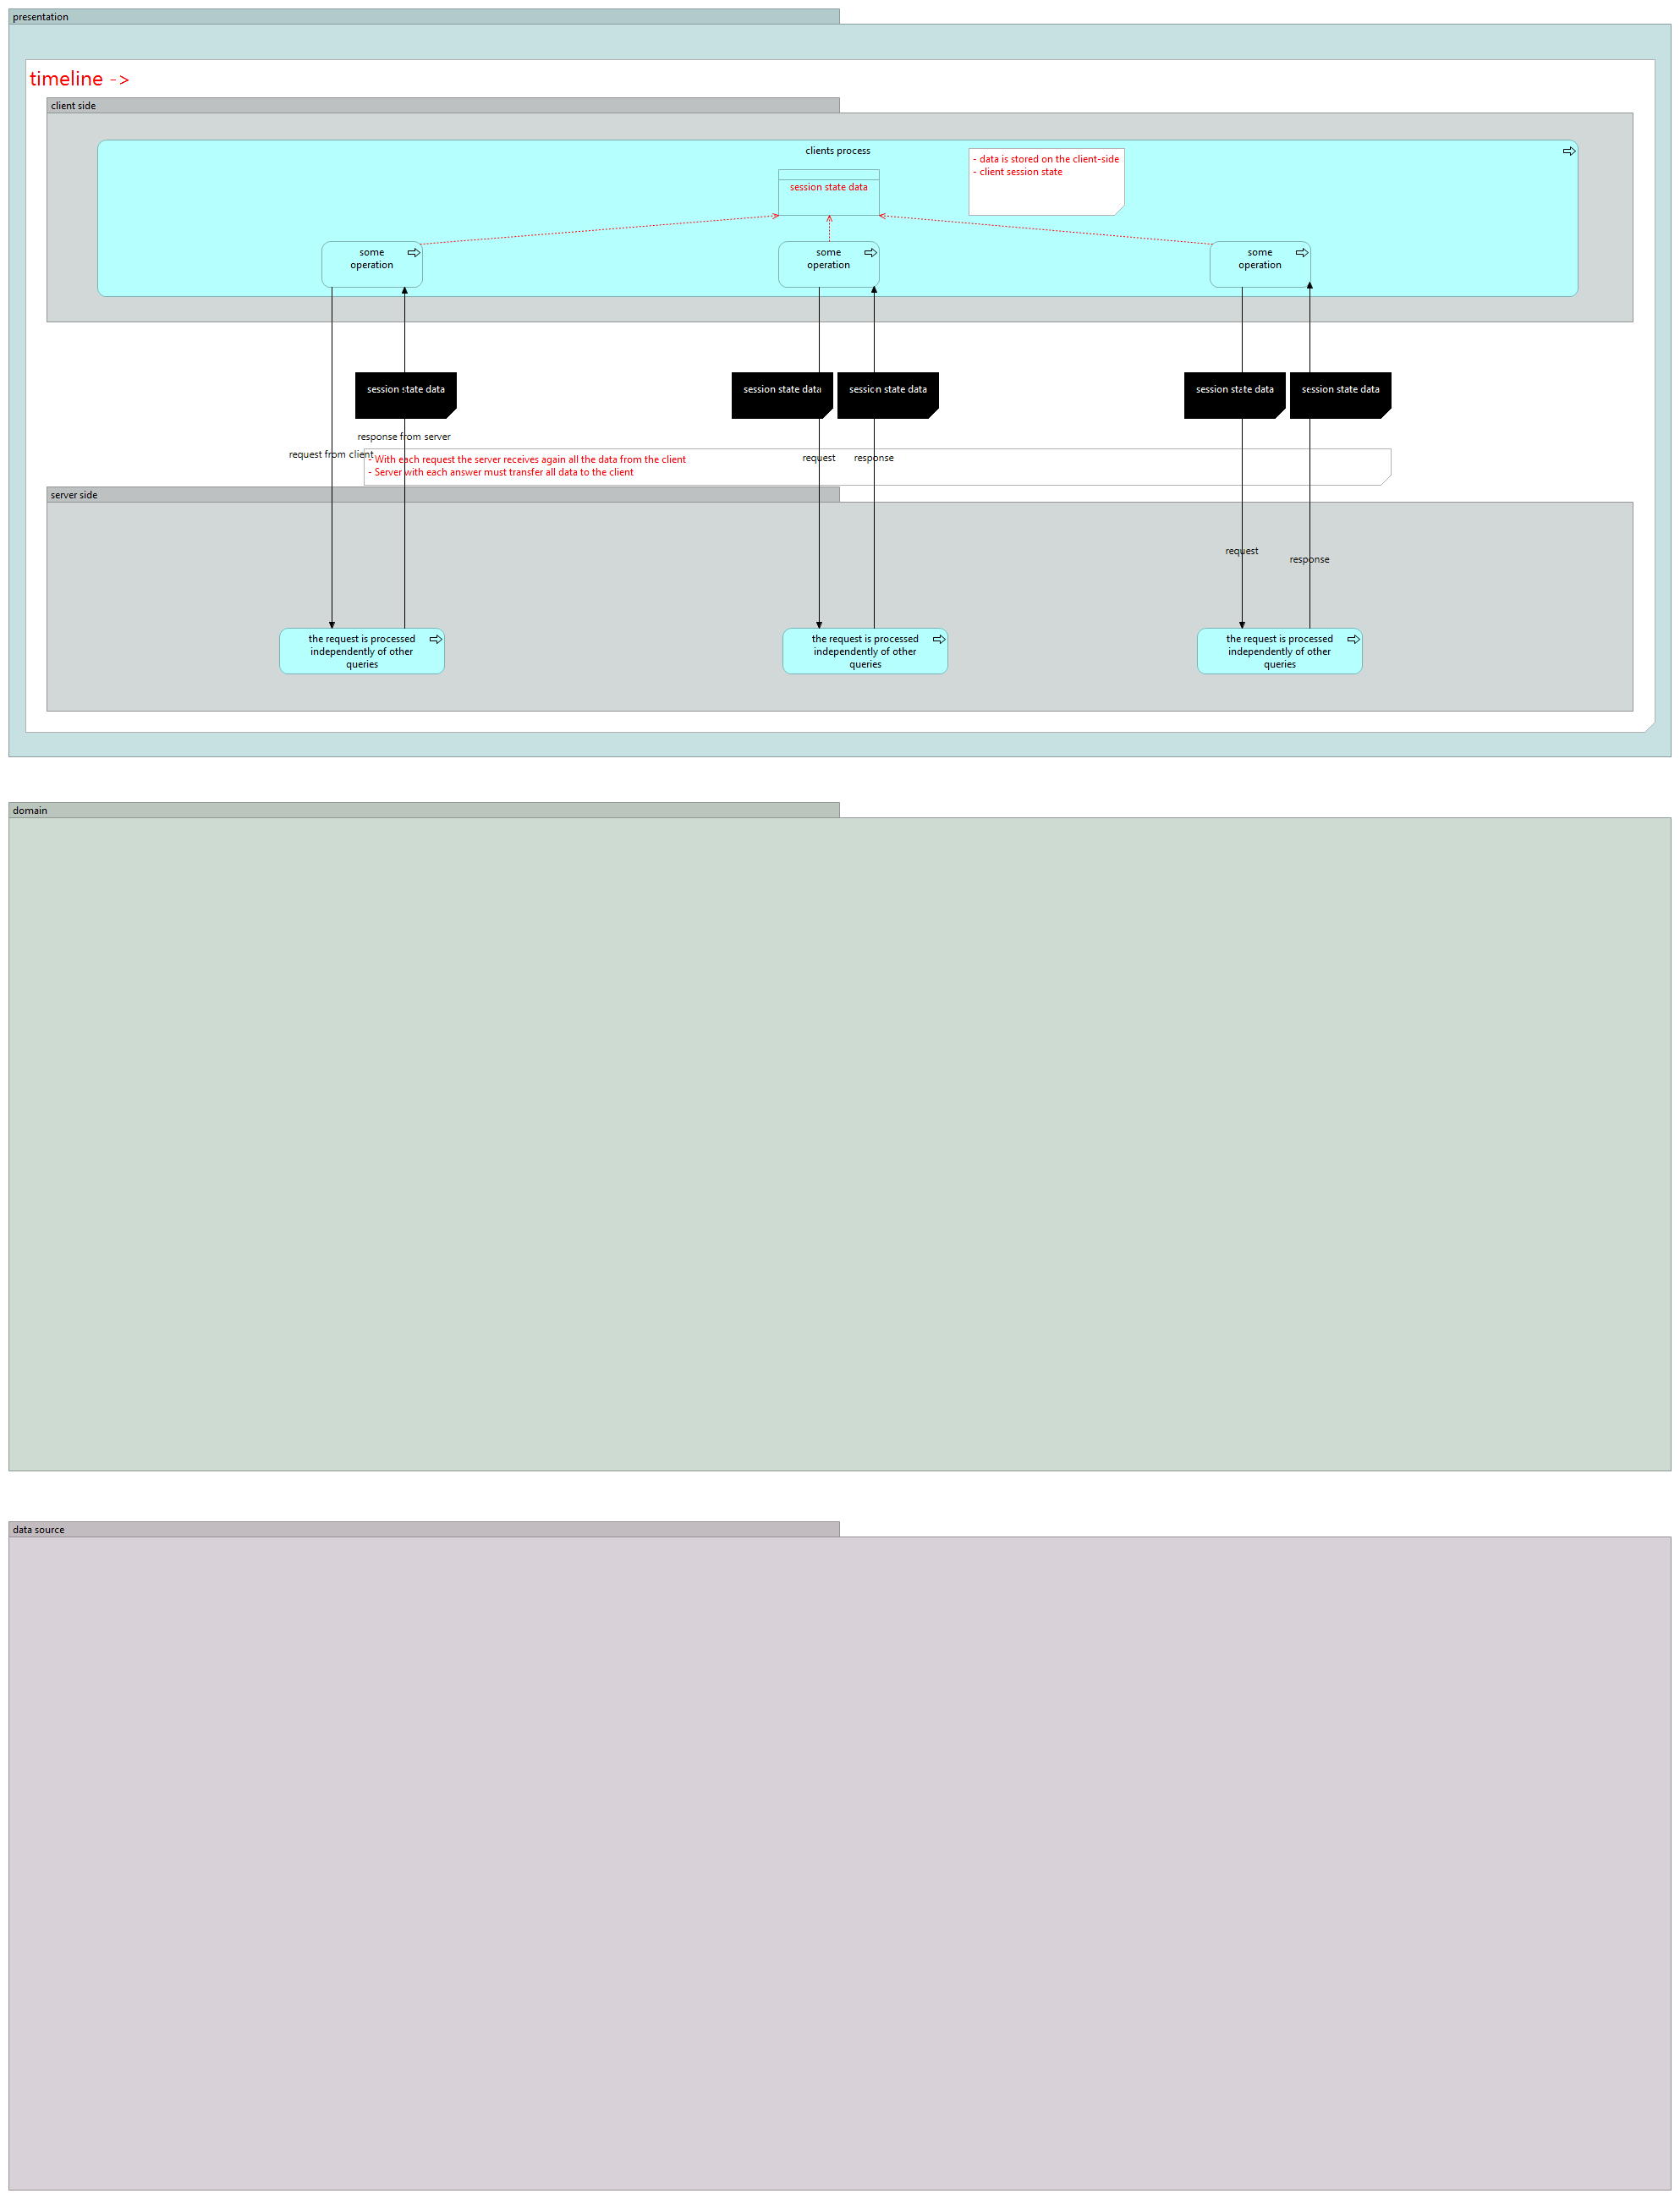 presentation
timeline ->
client side
clients process
- data is stored on the client-side
- client session state
session state data
some
operation
some
operation
some
operation
session state data
session state data
session state data
session state data
session state data
response from server
request from client
- With each request the server receives again all the data from the client
- Server with each answer must transfer all data to the client
request
response
server side
request
response
the request is processed
independently of other
queries
the request is processed
independently of other
queries
the request is processed
independently of other
queries
domain
data source